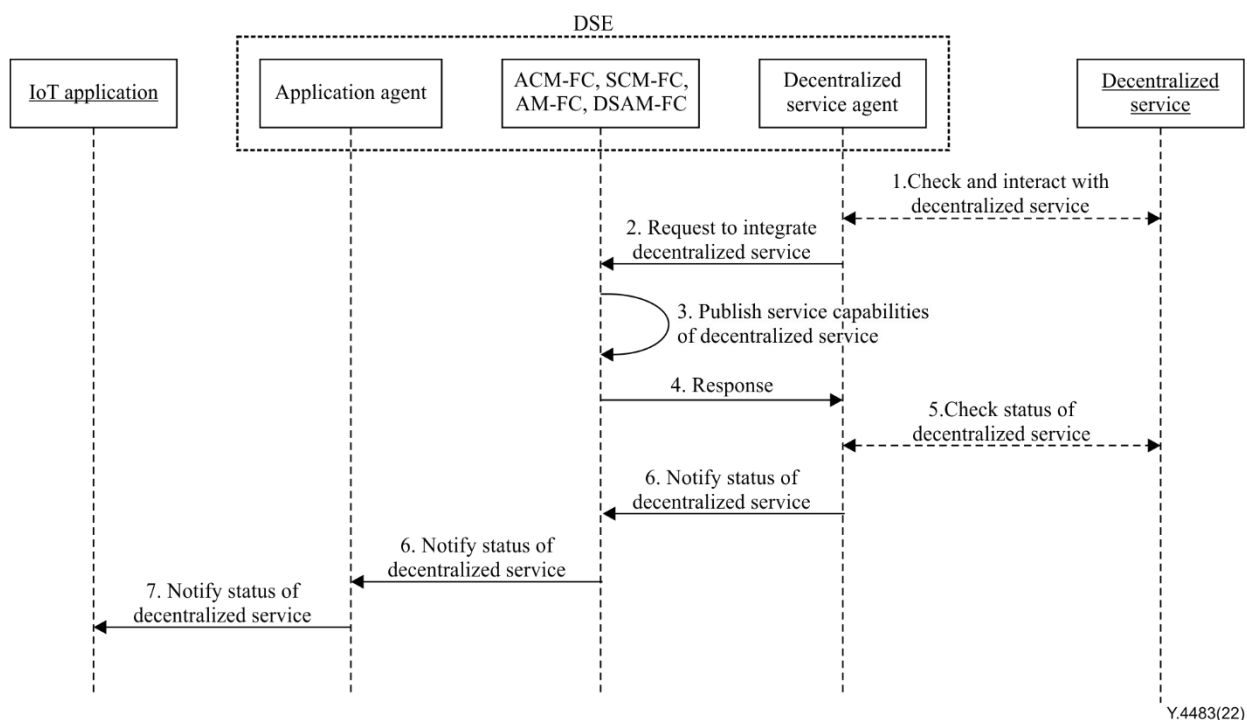 DSE
IoT application
Application agent
ACM-FC, SCM-FC,
AM-FC, DSAM-FC
Decentralized
service agent
Decentralized
service
1.Check and interact with
decentralized service
2. Request to integrate
decentralized service
3. Publish service capabilities
of decentralized service
4. Response
5.Check status of
decentralized service
6. Notify status of
decentralized service
6. Notify status of
decentralized service
7. Notify status of
decentralized service
Y.4483(22)